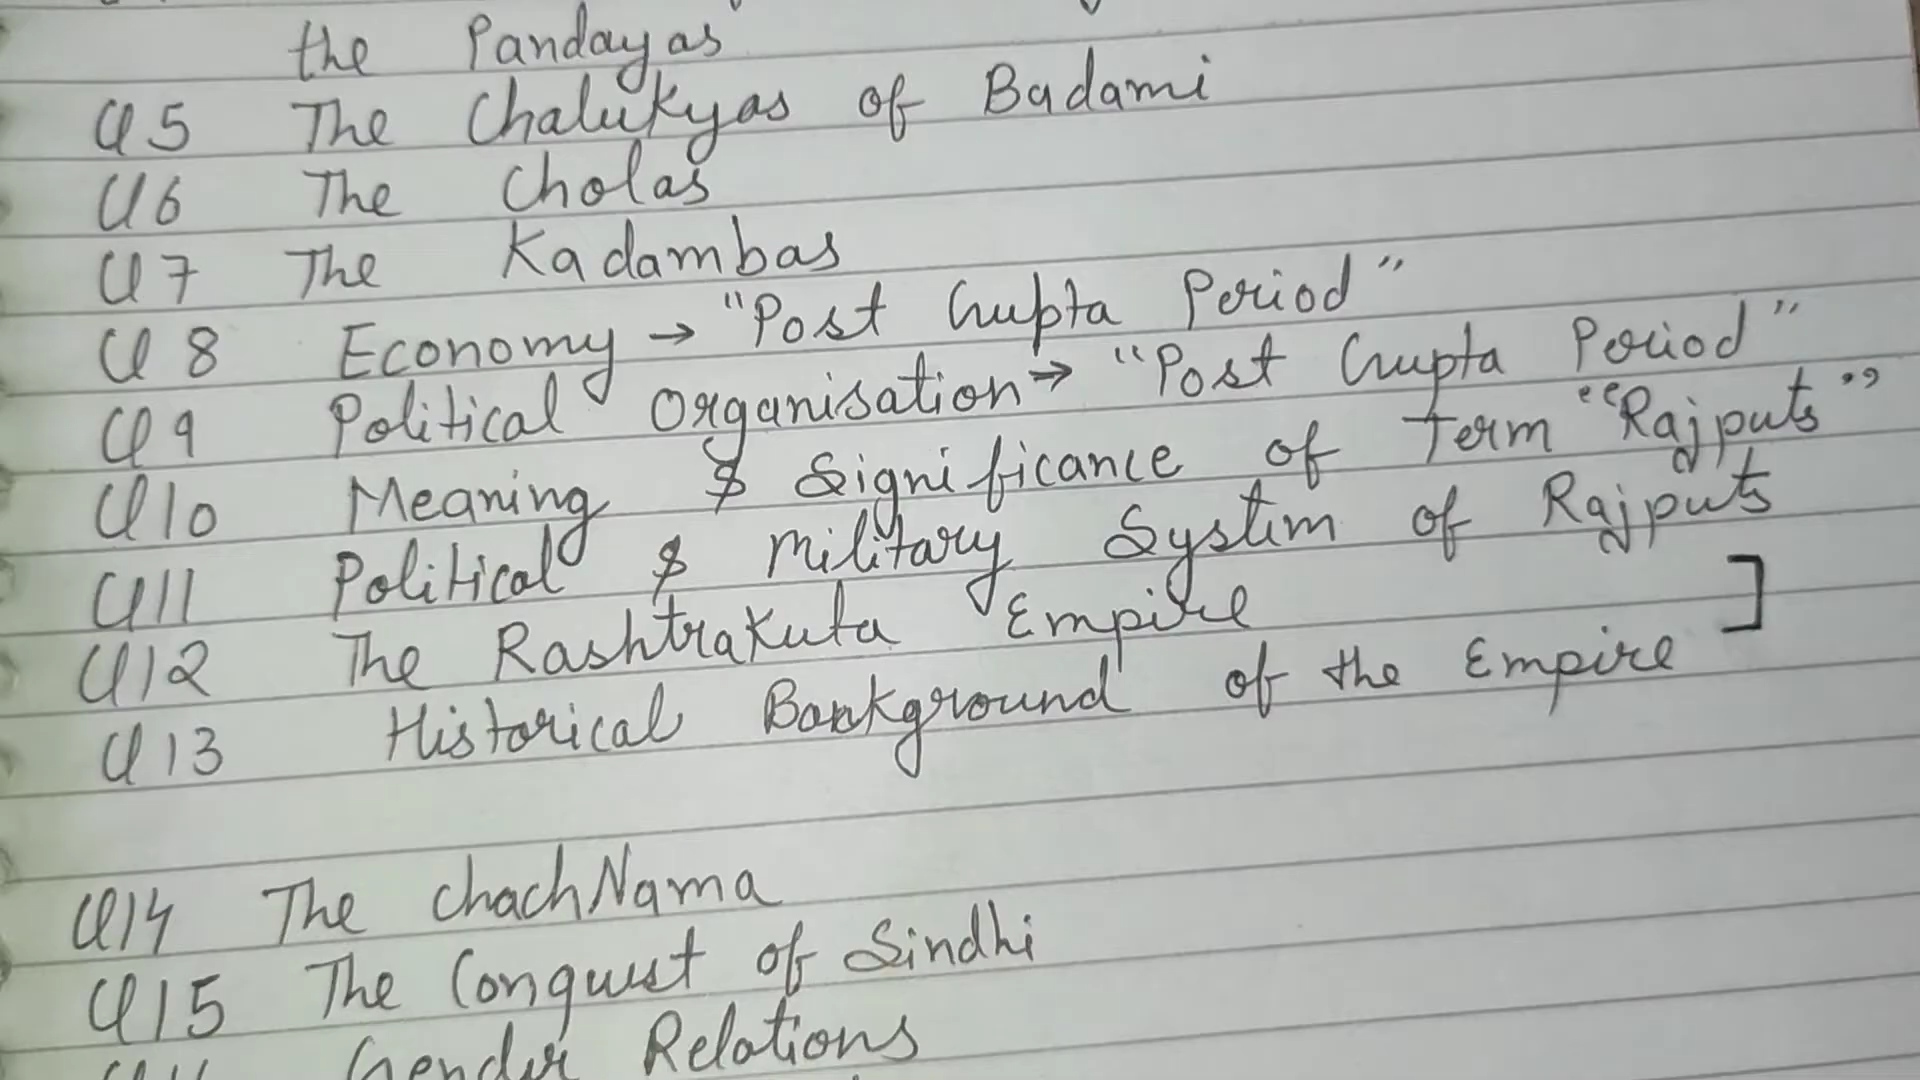 the Pandayas
U5 The Chalukyas of Badami
U6 The Cholas
U7 The Kadambas
U8 Economy → "Post Gupta Period"
U9 Political Organisation → "Post Gupta Period"
U10 Meaning & Significance of Term "Rajputs"
U11 Political & Military System of Rajputs
U12 The Rashtrakuta Empire ]
U13 Historical Background of the Empire
U14 The ChachNama
U15 The Conquest of Sindhi
Gender Relations